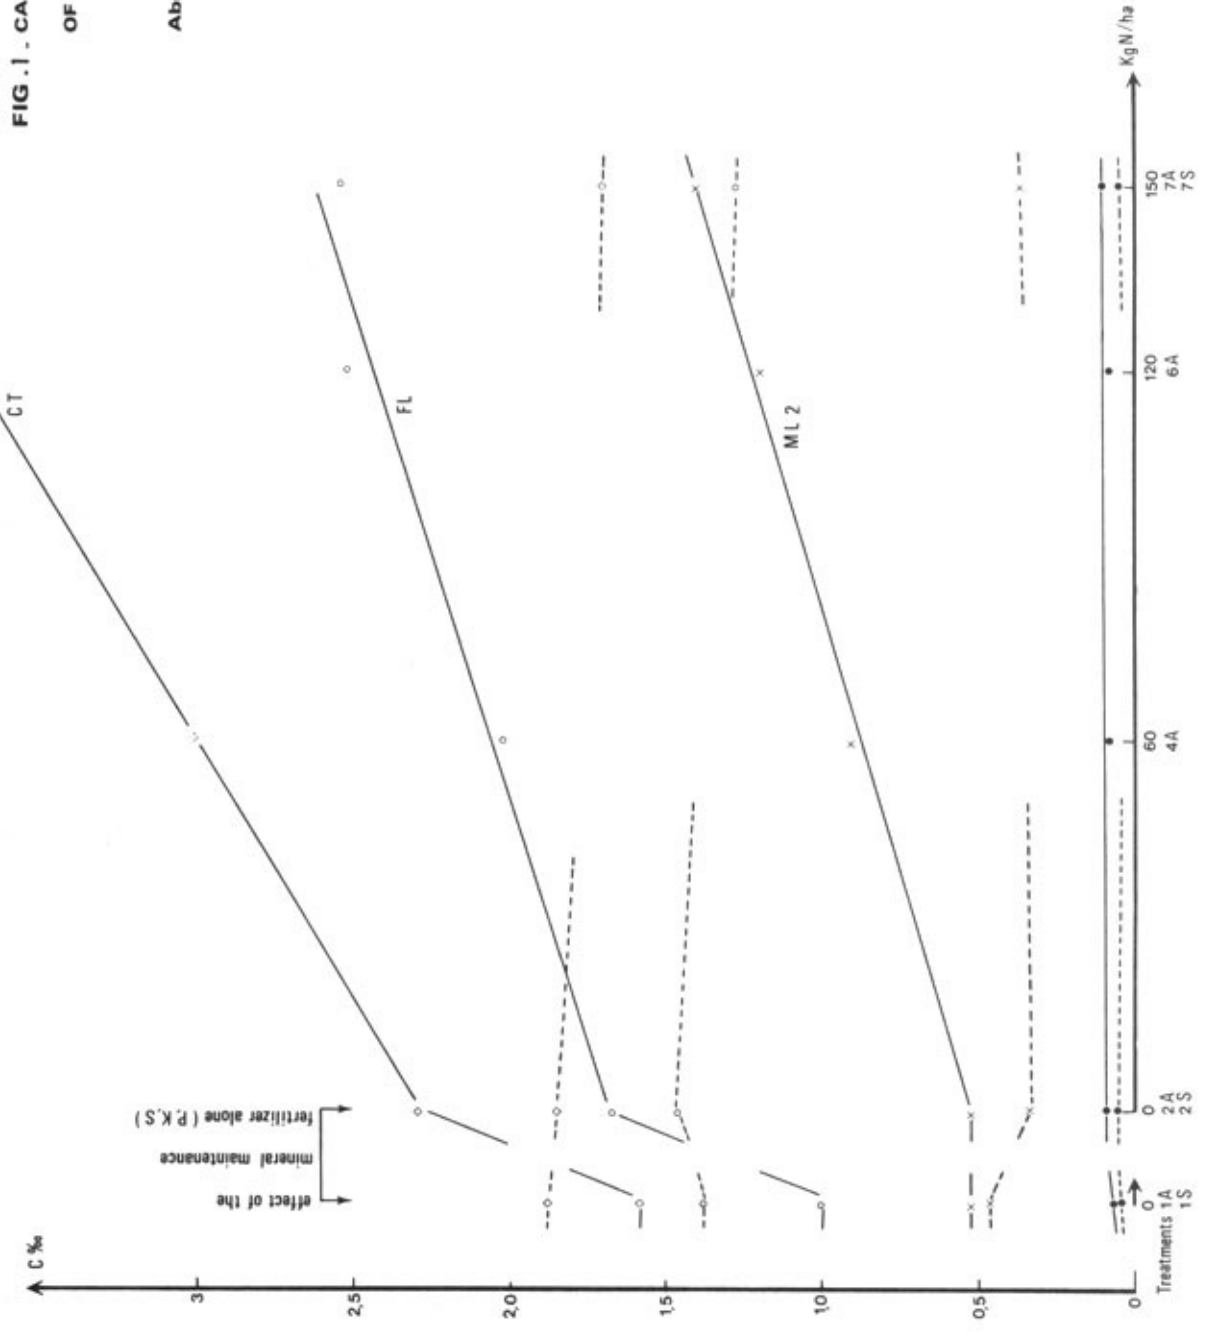 FIG.1. CA
OF
Ab
C‰
3
2,5
2,0
1,5
1,0
0,5
0
CT
FL
ML 2
effect of the
mineral maintenance
fertilizer alone (P,K,S)
0 0 60 120 150 KgN/ha
Treatments 1A 2A 4A 6A 7A
1S 2S 7S